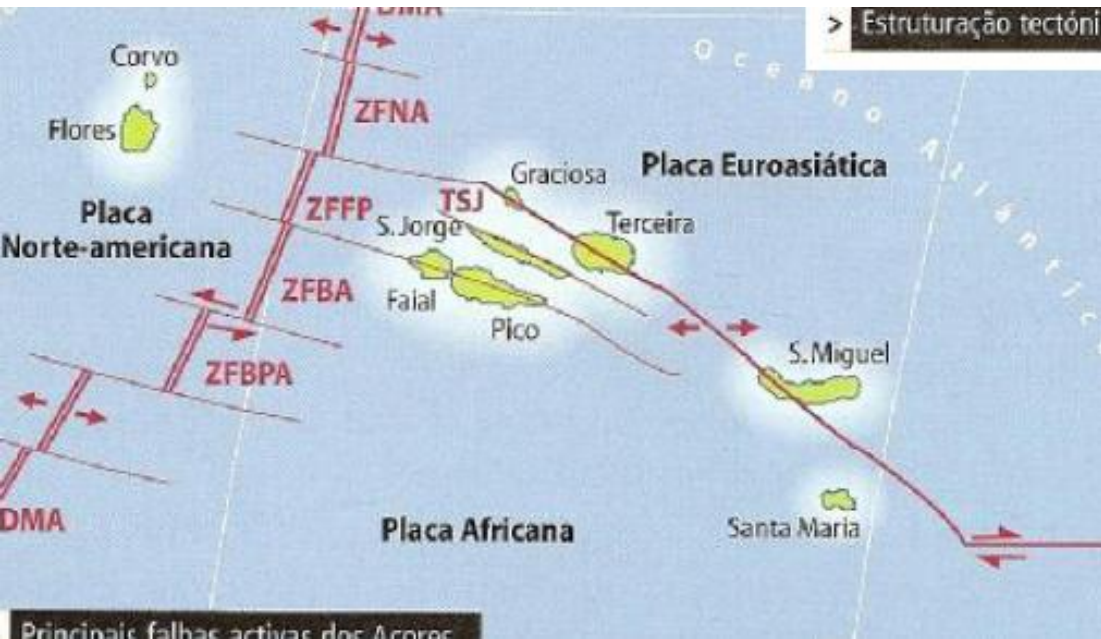 DMA
> Estruturação tectóni
Corvo
Flores
ZFNA
Oceano Atlântic
Placa Euroasiática
Graciosa
TSJ
Terceira
ZFFP
S. Jorge
Placa
Norte-americana
ZFBA
Faial
Pico
S. Miguel
ZFBPA
DMA
Placa Africana
Santa Maria
Principais falhas activas dos Açores